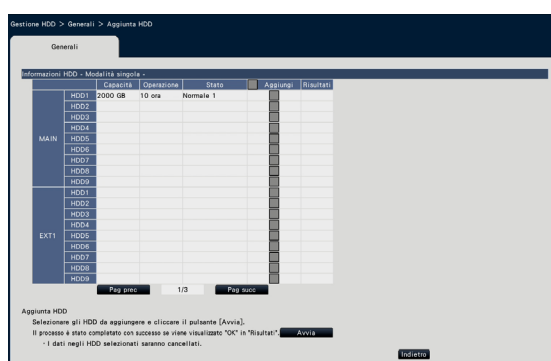 Gestione HDD > Generali > Aggiunta HDD
Generali
Informazioni HDD - Modalità singola -
Capacità Operazione Stato Aggiungi Risultati
MAIN
HDD1 2000 GB 10 ora Normale 1
HDD2
HDD3
HDD4
HDD5
HDD6
HDD7
HDD8
HDD9
EXT1
HDD1
HDD2
HDD3
HDD4
HDD5
HDD6
HDD7
HDD8
HDD9
Pag prec 1/3 Pag succ
Aggiunta HDD
Selezionare gli HDD da aggiungere e cliccare il pulsante [Avvia].
Il processo è stato completato con successo se viene visualizzato "OK" in "Risultati". Avvia
- I dati negli HDD selezionati saranno cancellati.
Indietro